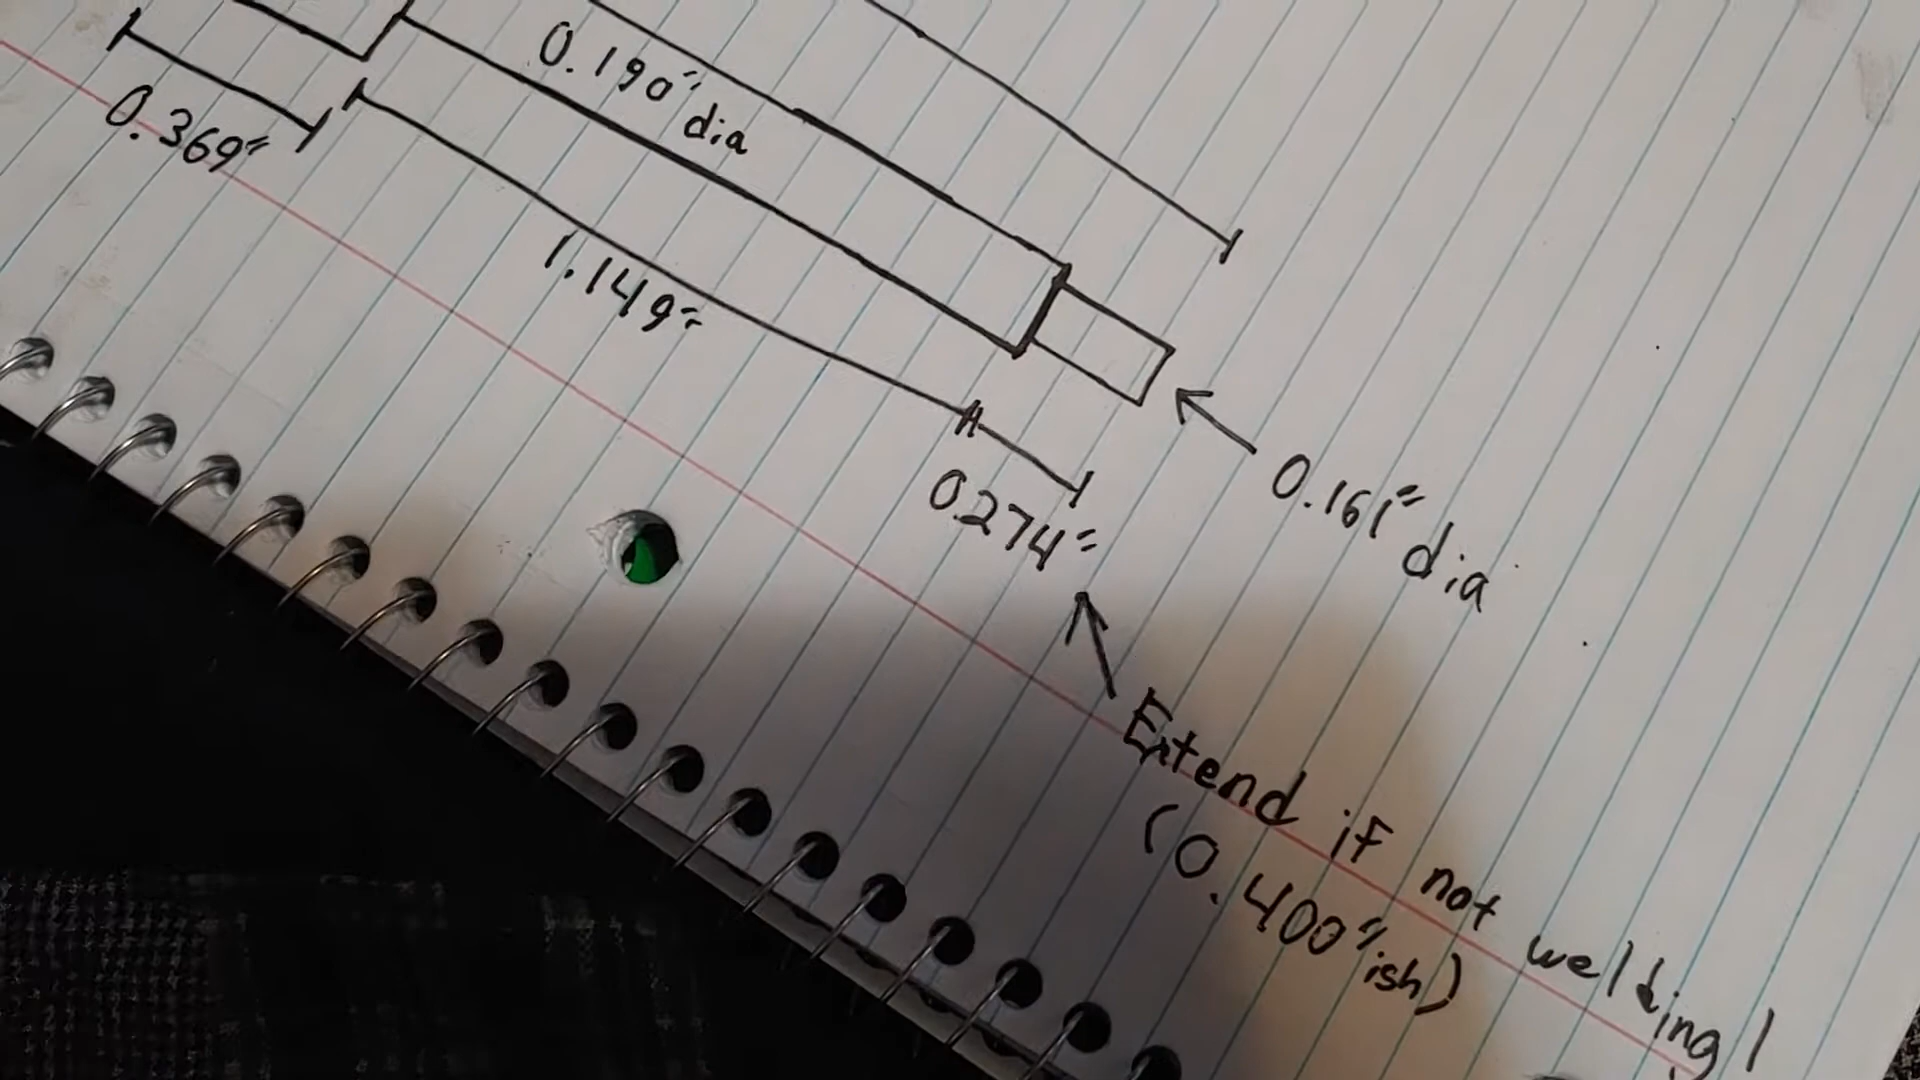 0.190" dia
0.369"
1.149"
0.274"
0.161" dia
Extend if not welding!
(0.400"ish)